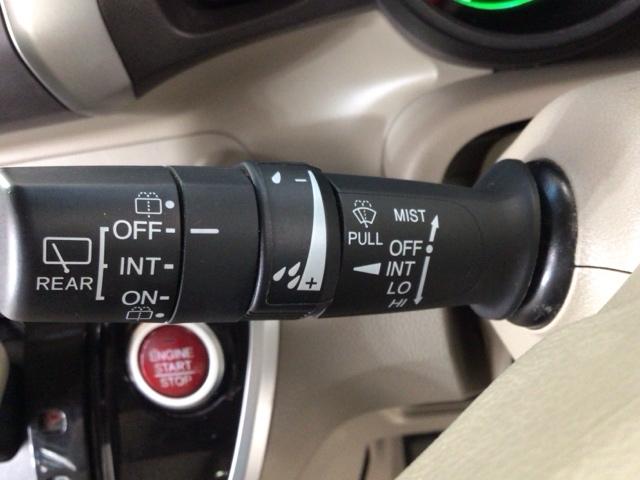 OFF
INT
REAR
ON
-
+
PULL
MIST
OFF
INT
LO
HI
ENGINE
START
STOP